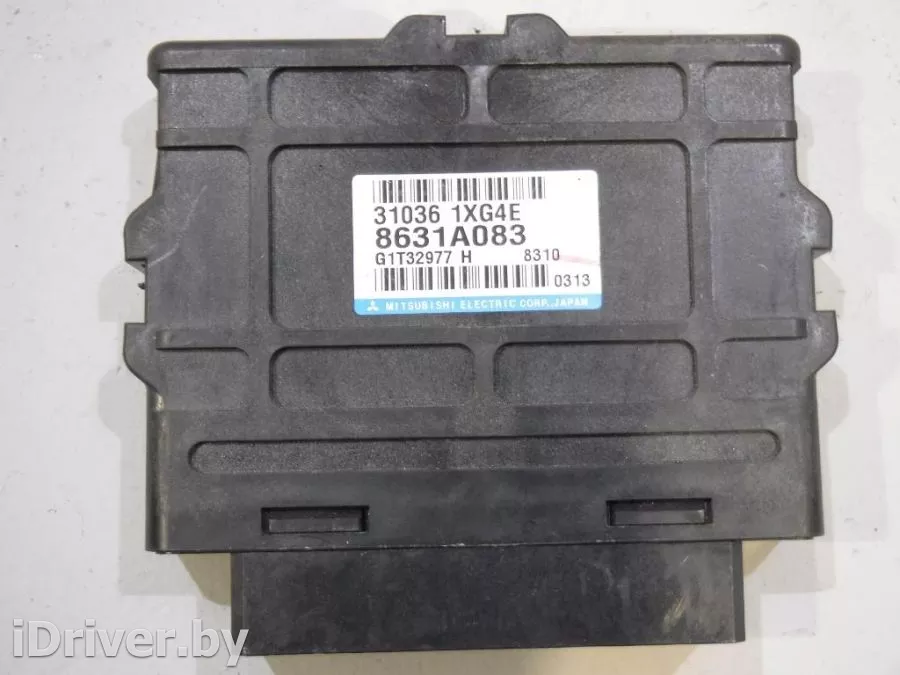 31036 1XG4E
8631A083
G1T32977 H 8310
0313
MITSUBISHI ELECTRIC CORP., JAPAN
iDriver.by